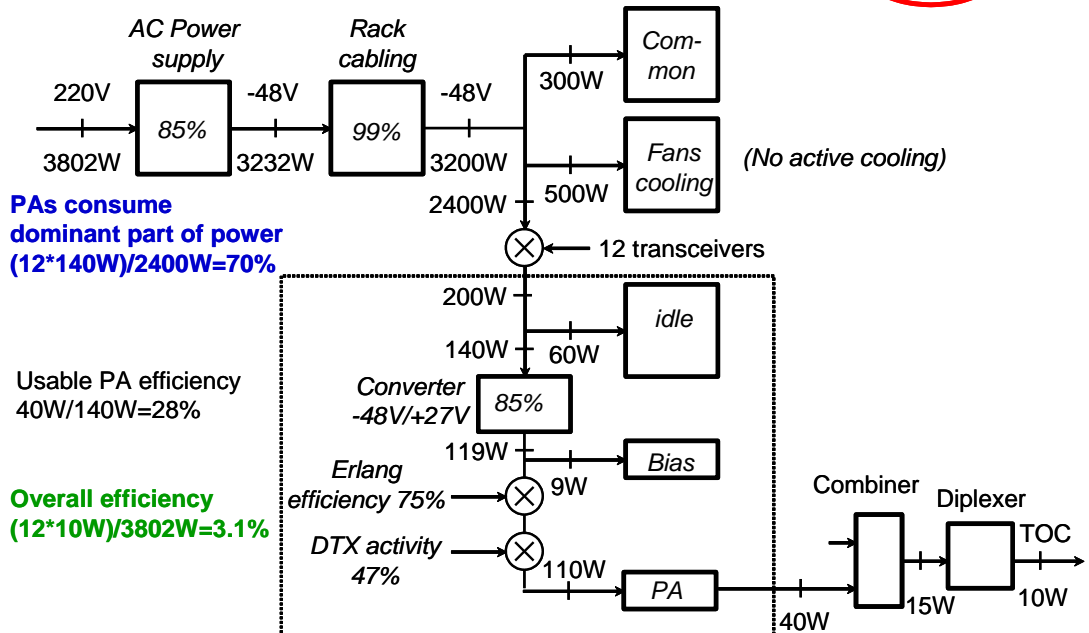 AC Power
supply
Rack
cabling
Com-
mon
300W
220V
-48V
-48V
85%
99%
3802W
3232W
3200W
Fans
cooling
(No active cooling)
500W
2400W
PAs consume
dominant part of power
(12*140W)/2400W=70%
12 transceivers
200W
idle
140W
60W
Usable PA efficiency
40W/140W=28%
Converter
-48V/+27V
85%
119W
Bias
9W
Erlang
efficiency 75%
Overall efficiency
(12*10W)/3802W=3.1%
DTX activity
47%
110W
PA
40W
Combiner
15W
Diplexer
TOC
10W